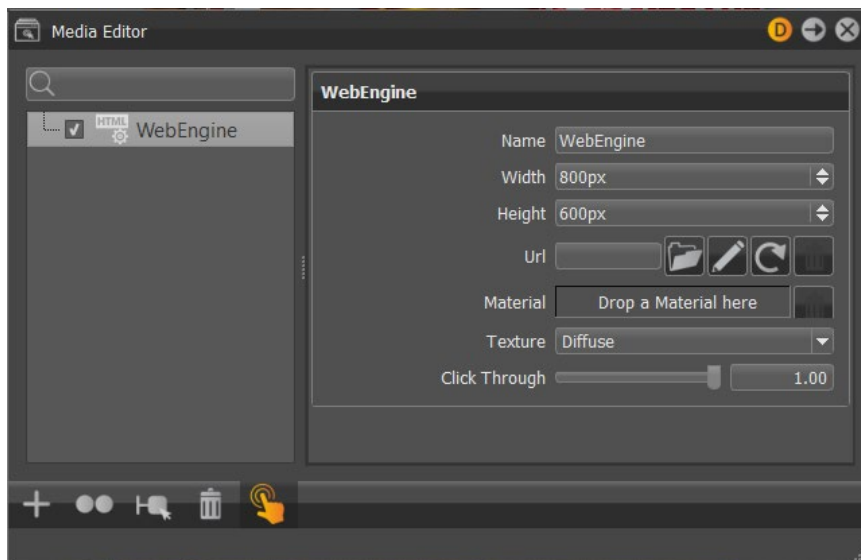 Media Editor
D
HTML
WebEngine
WebEngine
Name WebEngine
Width 800px
Height 600px
Url
Material Drop a Material here
Texture Diffuse
Click Through 1.00